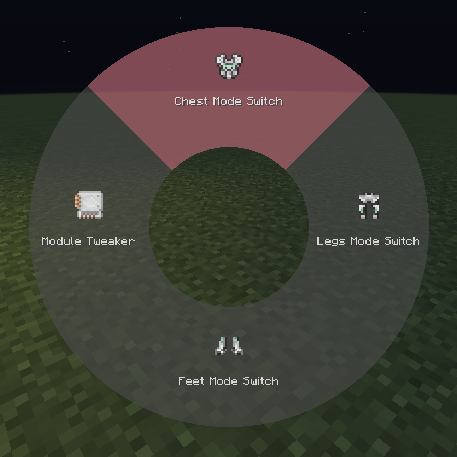 Chest Mode Switch
Module Tweaker
Legs Mode Switch
Feet Mode Switch